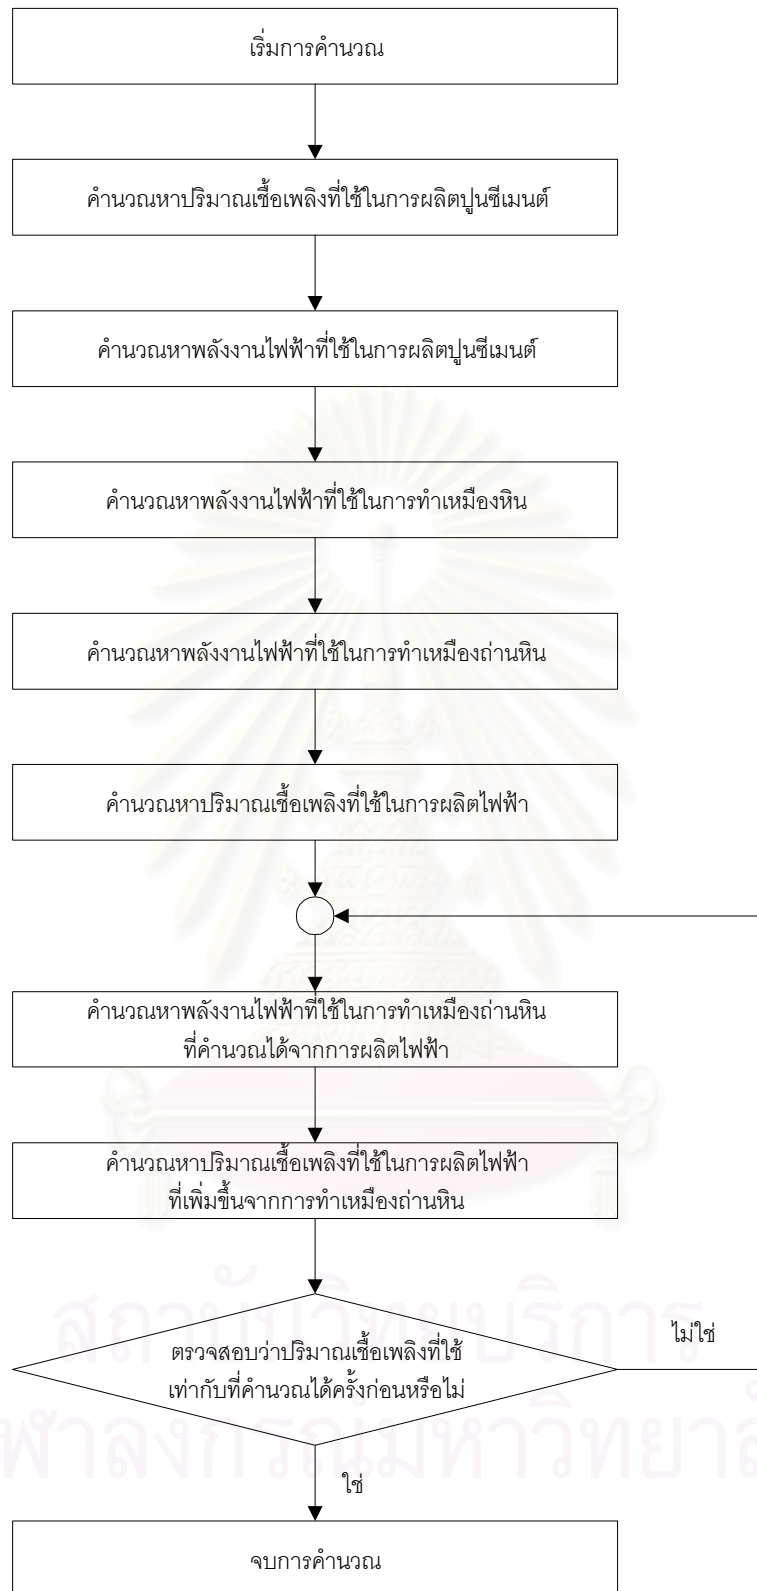 เริ่มการคำนวณ
คำนวณหาปริมาณเชื้อเพลิงที่ใช้ในการผลิตปูนซีเมนต์
คำนวณหาพลังงานไฟฟ้าที่ใช้ในการผลิตปูนซีเมนต์
คำนวณหาพลังงานไฟฟ้าที่ใช้ในการทำเหมืองหิน
คำนวณหาพลังงานไฟฟ้าที่ใช้ในการทำเหมืองถ่านหิน
คำนวณหาปริมาณเชื้อเพลิงที่ใช้ในการผลิตไฟฟ้า
คำนวณหาพลังงานไฟฟ้าที่ใช้ในการทำเหมืองถ่านหิน
ที่คำนวณได้จากการผลิตไฟฟ้า
คำนวณหาปริมาณเชื้อเพลิงที่ใช้ในการผลิตไฟฟ้า
ที่เพิ่มขึ้นจากการทำเหมืองถ่านหิน
สถาบันวิทยบริการ
ไม่ใช่
ตรวจสอบว่าปริมาณเชื้อเพลิงที่ใช้
เท่ากับที่คำนวณได้ครั้งก่อนหรือไม่
ใช่
จบการคำนวณ